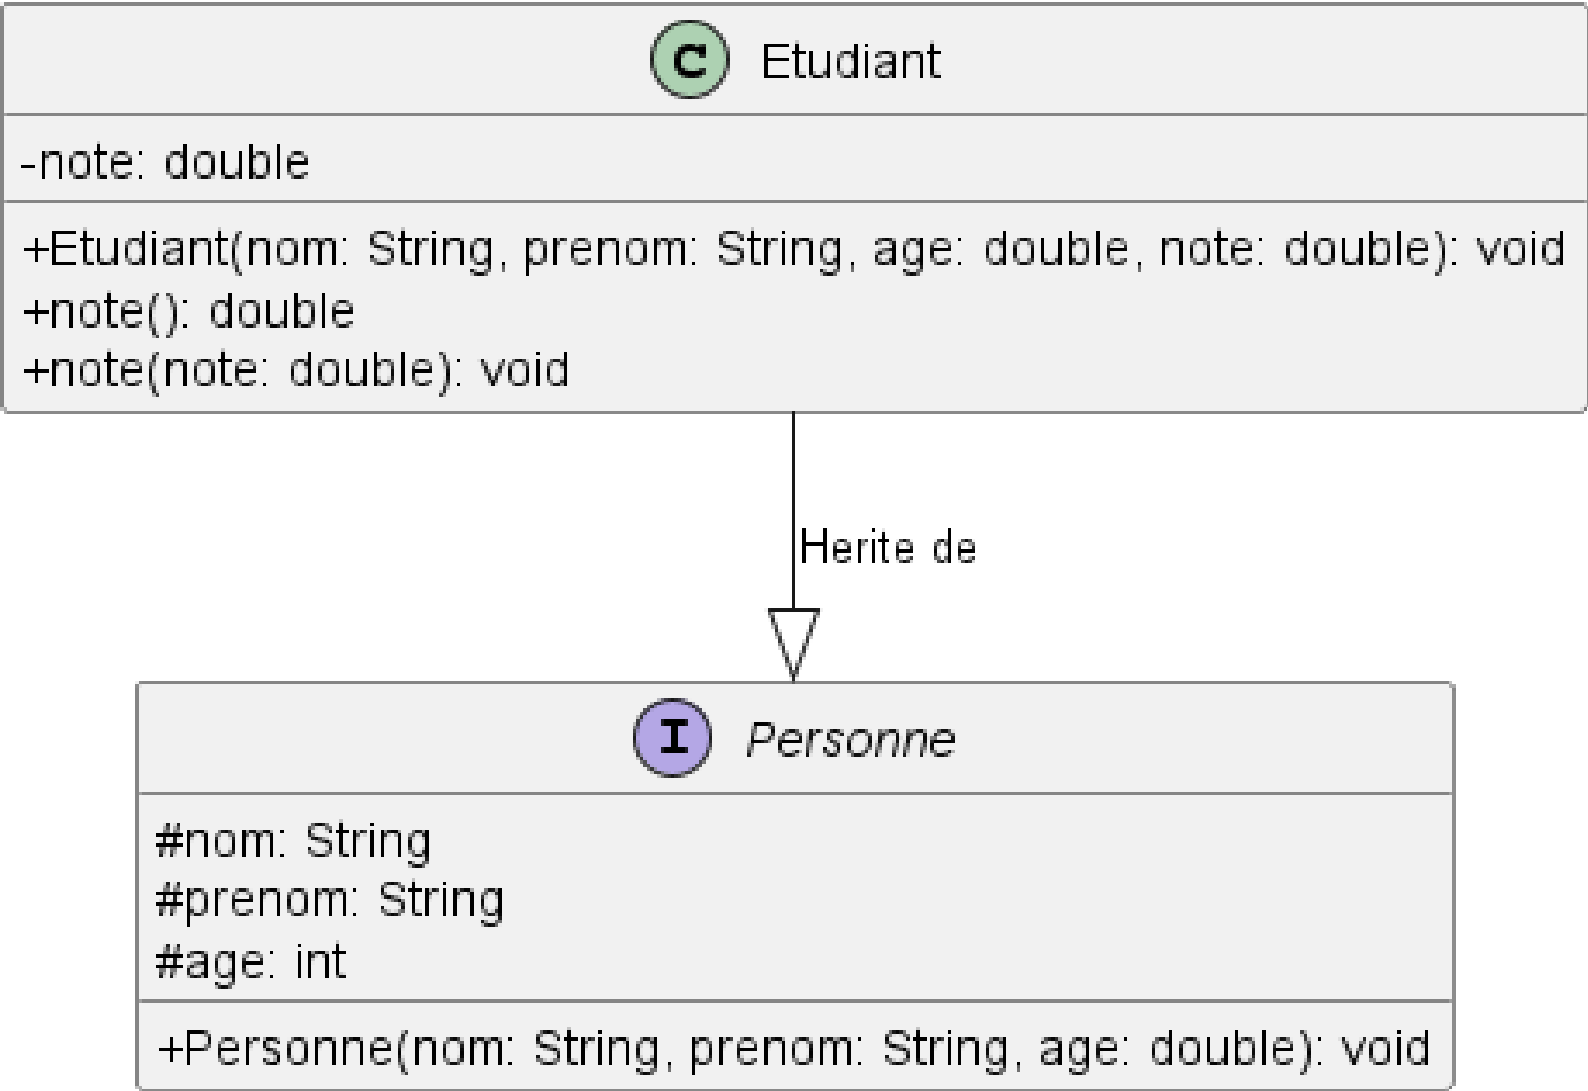 C Etudiant
-note: double
+Etudiant(nom: String, prenom: String, age: double, note: double): void
+note(): double
+note(note: double): void
Herite de
I Personne
#nom: String
#prenom: String
#age: int
+Personne(nom: String, prenom: String, age: double): void